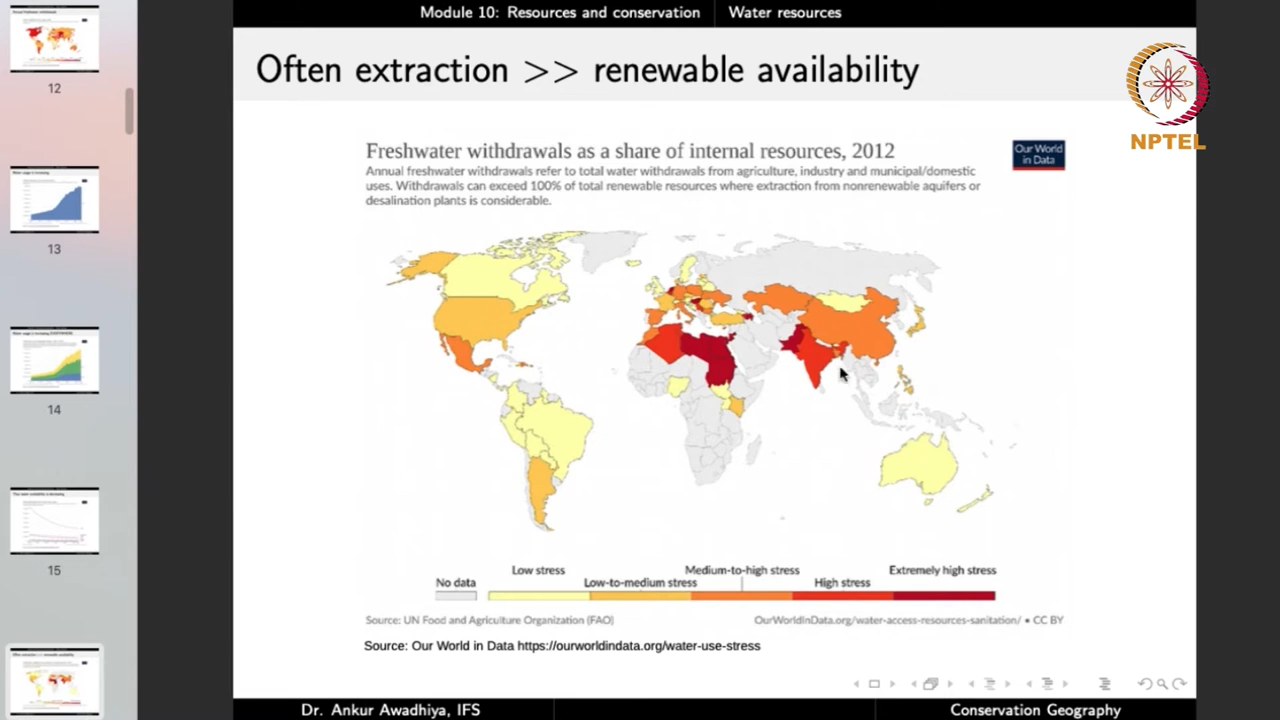 Module 10: Resources and conservation Water resources
Often extraction >> renewable availability
NPTEL
Freshwater withdrawals as a share of internal resources, 2012
Our World
in Data
Annual freshwater withdrawals refer to total water withdrawals from agriculture, industry and municipal/domestic
uses. Withdrawals can exceed 100% of total renewable resources where extraction from nonrenewable aquifers or
desalination plants is considerable.
12
13
14
15
No data
Low stress
Low-to-medium stress
Medium-to-high stress
High stress
Extremely high stress
Source: UN Food and Agriculture Organization (FAO)
OurWorldInData.org/water-access-resources-sanitation/ • CC BY
Source: Our World in Data https://ourworldindata.org/water-use-stress
Dr. Ankur Awadhiya, IFS
Conservation Geography